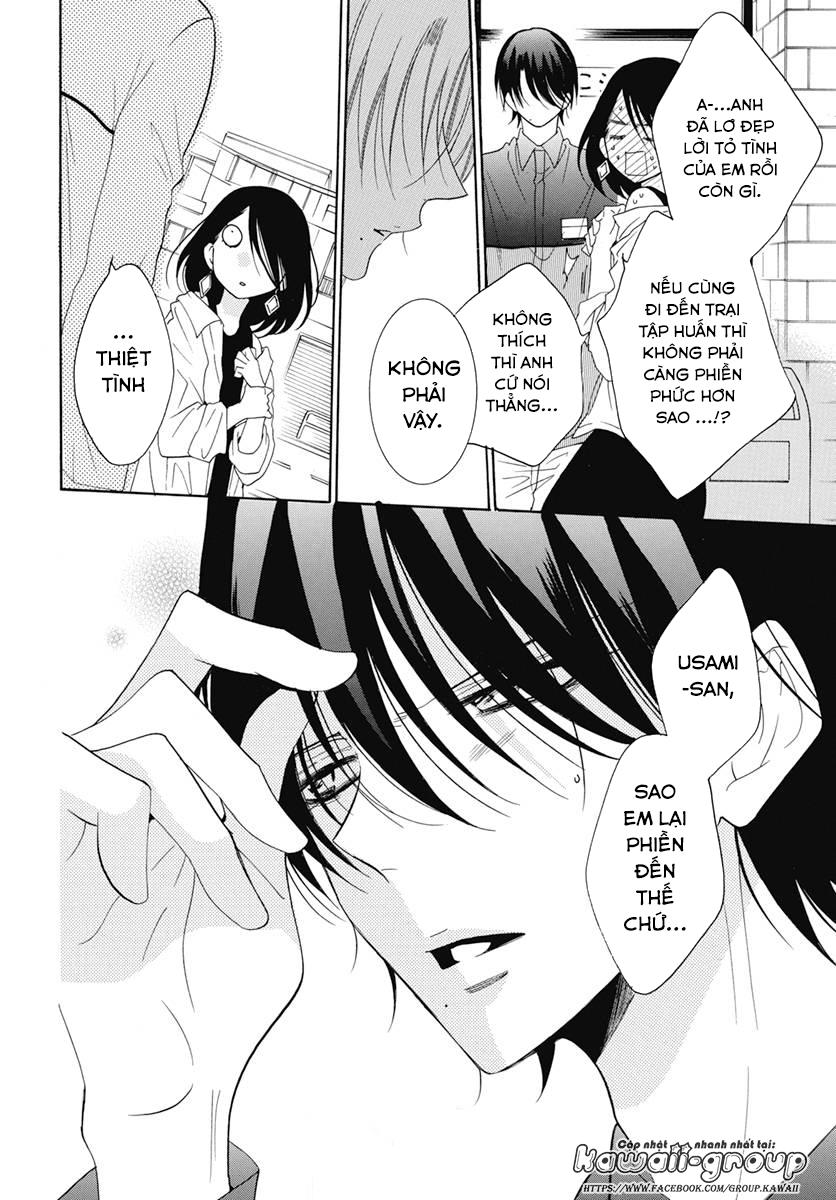 A-...ANH
ĐÃ LƠ ĐẸP
LỜI TỎ TÌNH
CỦA EM RỒI
CÒN GÌ.
NẾU CÙNG
ĐI ĐẾN TRẠI
TẬP HUẤN THÌ
KHÔNG PHẢI
CÀNG PHIỀN
PHỨC HƠN
SAO ...!?
KHÔNG
THÍCH
THÌ ANH
CỨ NÓI
THẲNG...
KHÔNG
PHẢI
VẬY.
...
THIỆT
TÌNH
USAMI
-SAN,
SAO
EM LẠI
PHIỀN
ĐẾN
THẾ
CHỨ...
Cập nhật nhanh nhất tại:
kawaii-group
HTTPS://WWW.FACEBOOK.COM/GROUP.KAWAII